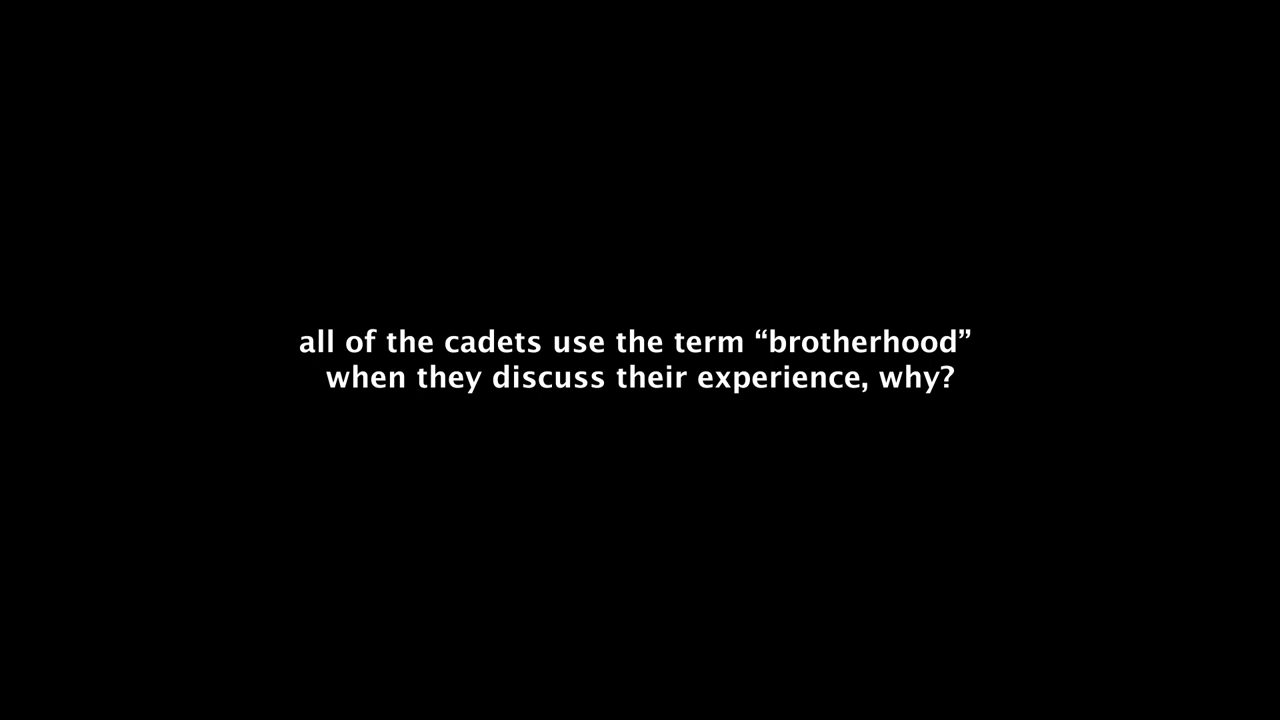 all of the cadets use the term “brotherhood”
when they discuss their experience, why?